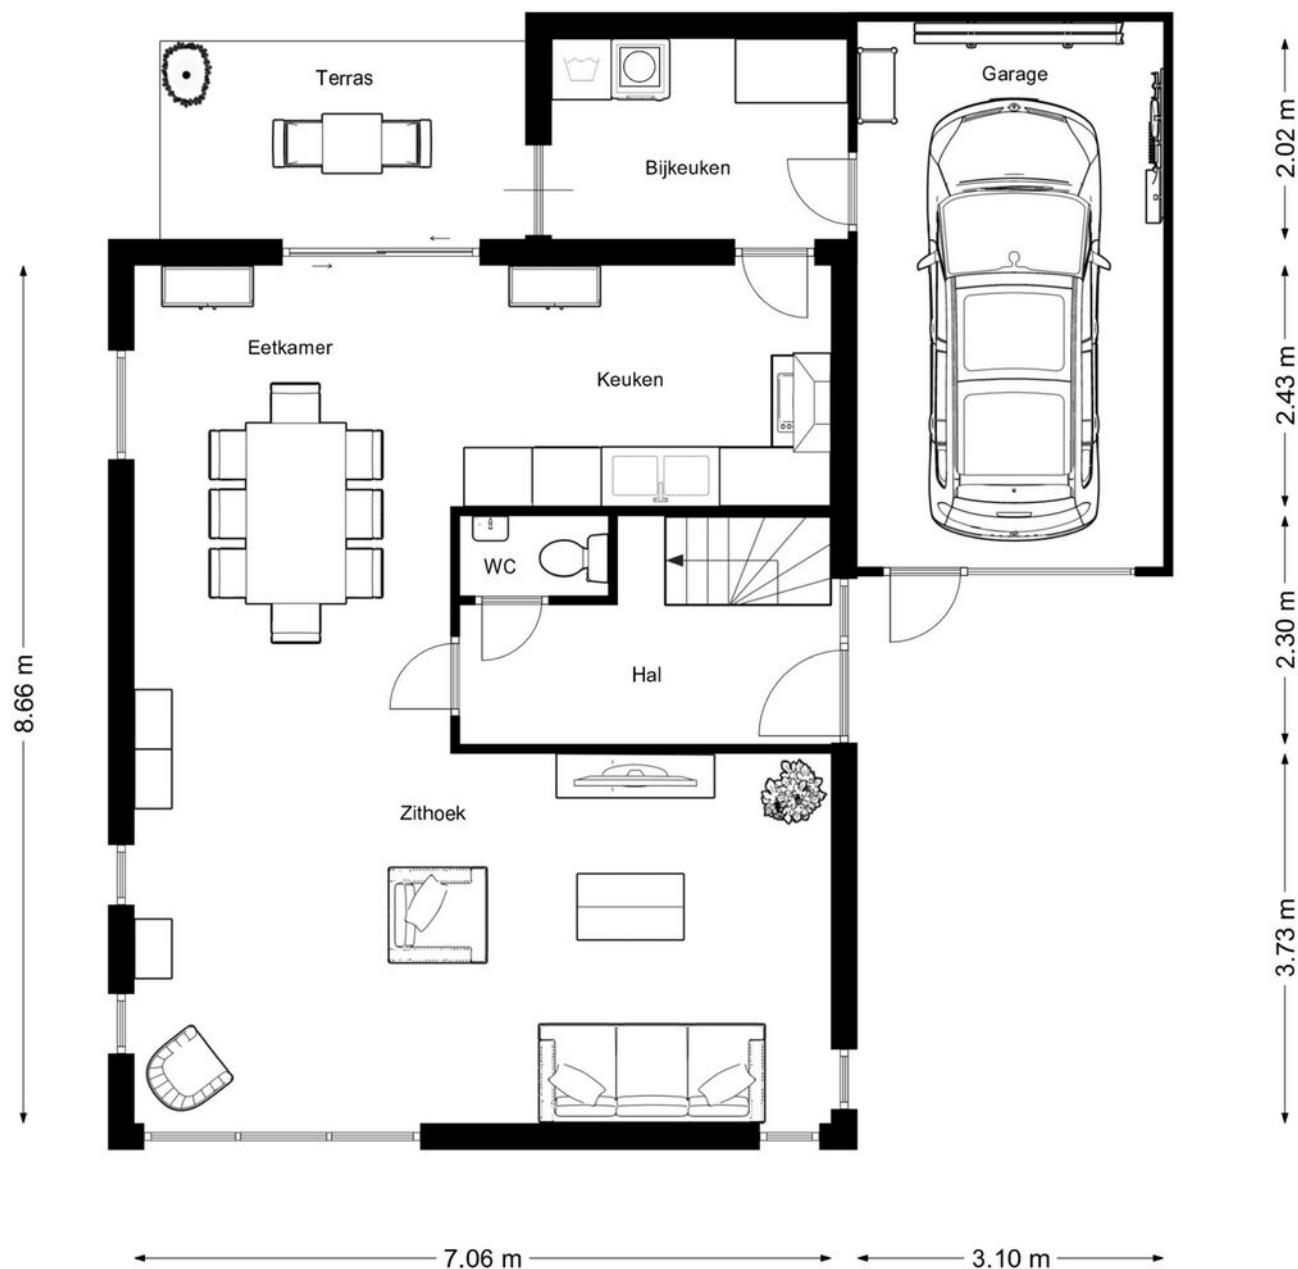 Terras
Garage
Bijkeuken
2.02 m
Eetkamer
Keuken
2.43 m
WC
Hal
2.30 m
8.66 m
Zithoek
3.73 m
7.06 m
3.10 m